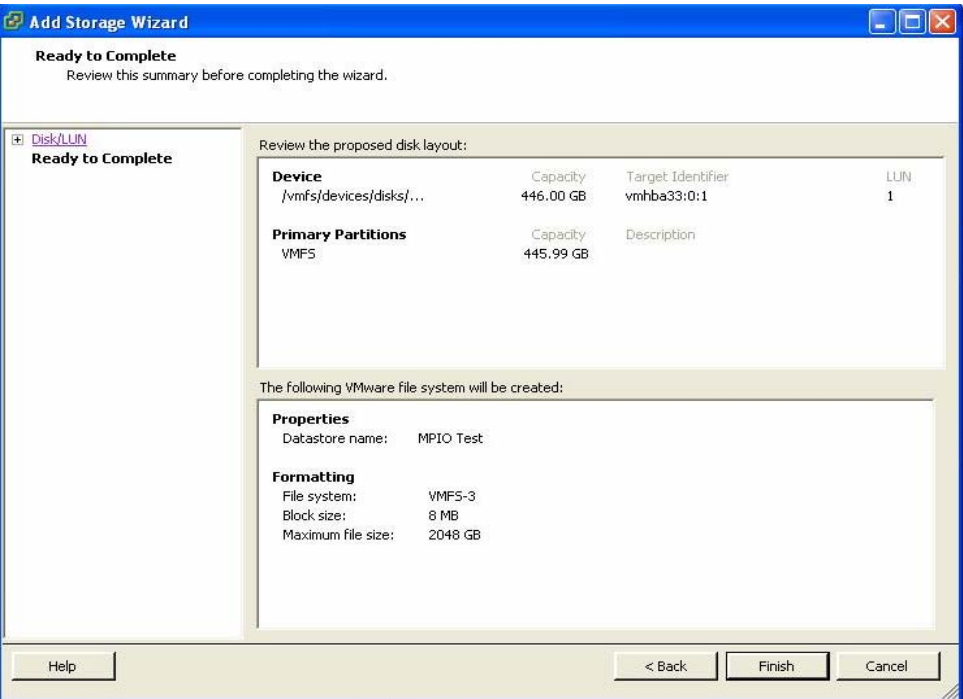 Add Storage Wizard
Ready to Complete
Review this summary before completing the wizard.
Disk/LUN
Ready to Complete
Review the proposed disk layout:
Device Capacity Target Identifier LUN
/vmfs/devices/disks/... 446.00 GB vmhba33:0:1 1
Primary Partitions Capacity Description
VMFS 445.99 GB
The following VMware file system will be created:
Properties
Datastore name: MPIO Test
Formatting
File system: VMFS-3
Block size: 8 MB
Maximum file size: 2048 GB
Help < Back Finish Cancel